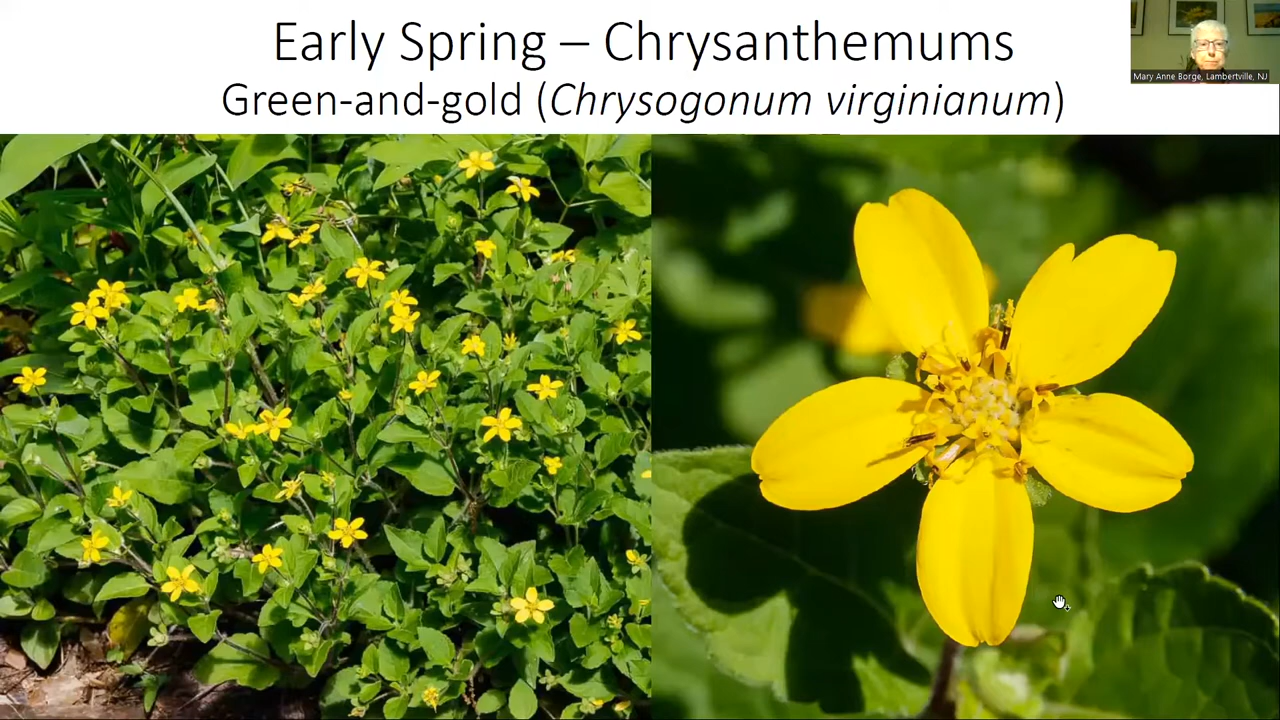 Early Spring – Chrysanthemums
Green-and-gold (Chrysogonum virginianum)
Mary Anne Borge, Lambertville, NJ